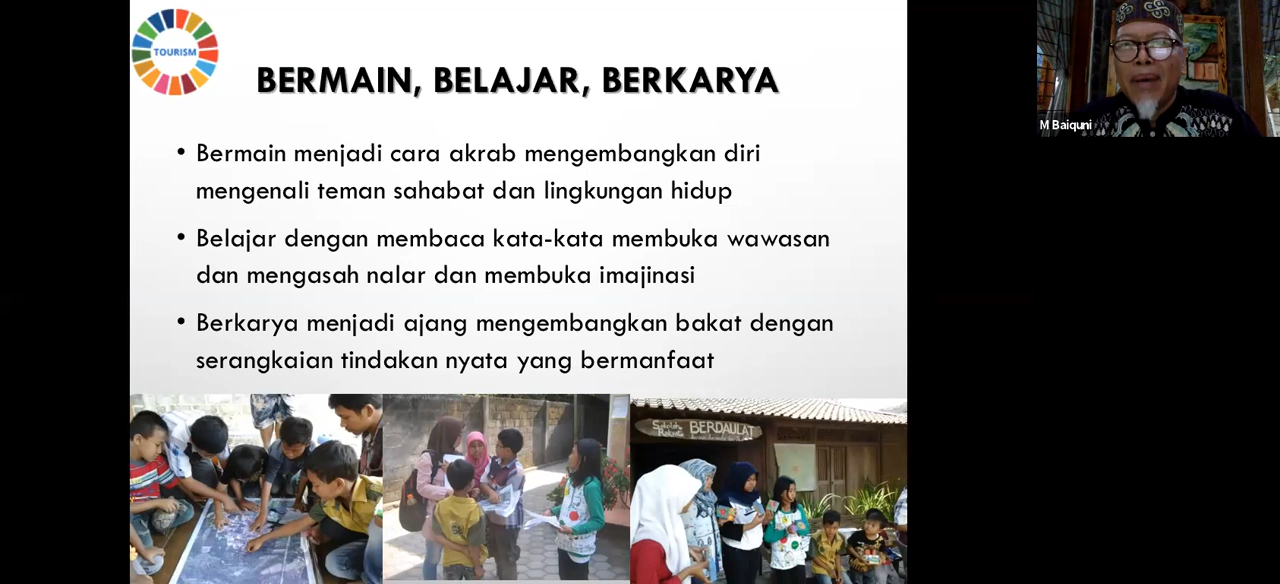 TOURISM
BERMAIN, BELAJAR, BERKARYA
• Bermain menjadi cara akrab mengembangkan diri
mengenali teman sahabat dan lingkungan hidup
• Belajar dengan membaca kata-kata membuka wawasan
dan mengasah nalar dan membuka imajinasi
• Berkarya menjadi ajang mengembangkan bakat dengan
serangkaian tindakan nyata yang bermanfaat
Sekolah
Rakyat
BERDAULAT
M Baiquni